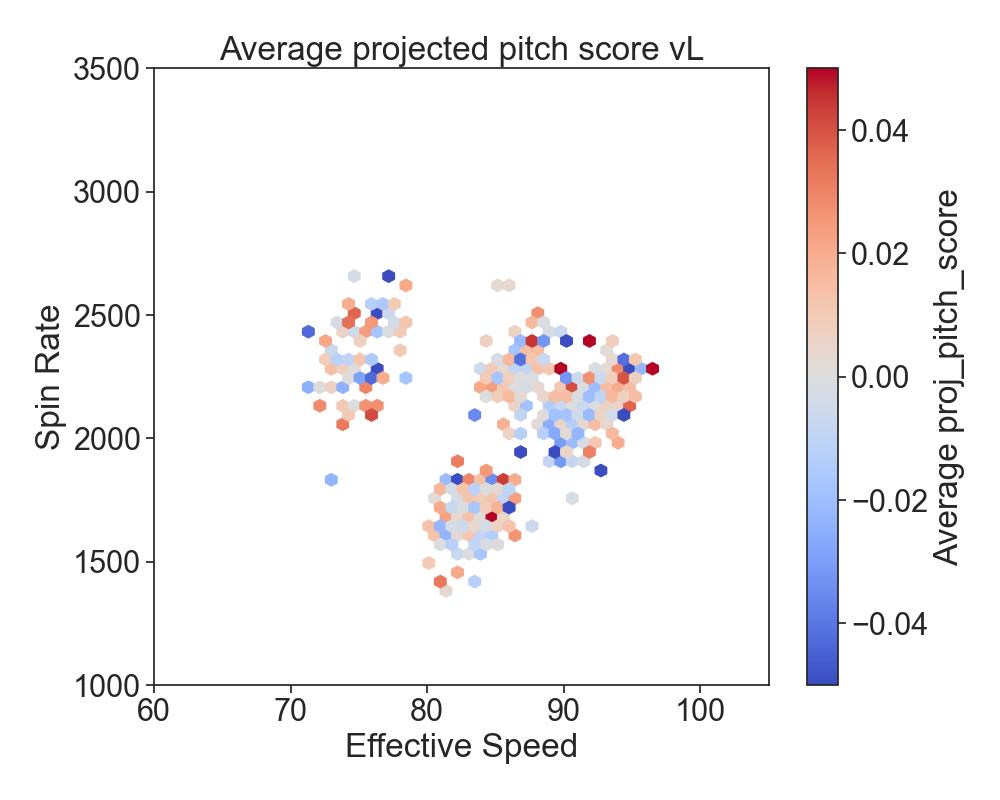 Average projected pitch score vL
3500
3000
2500
2000
1500
1000
Spin Rate
60 70 80 90 100
Effective Speed
0.04
0.02
0.00
−0.02
−0.04
Average proj_pitch_score